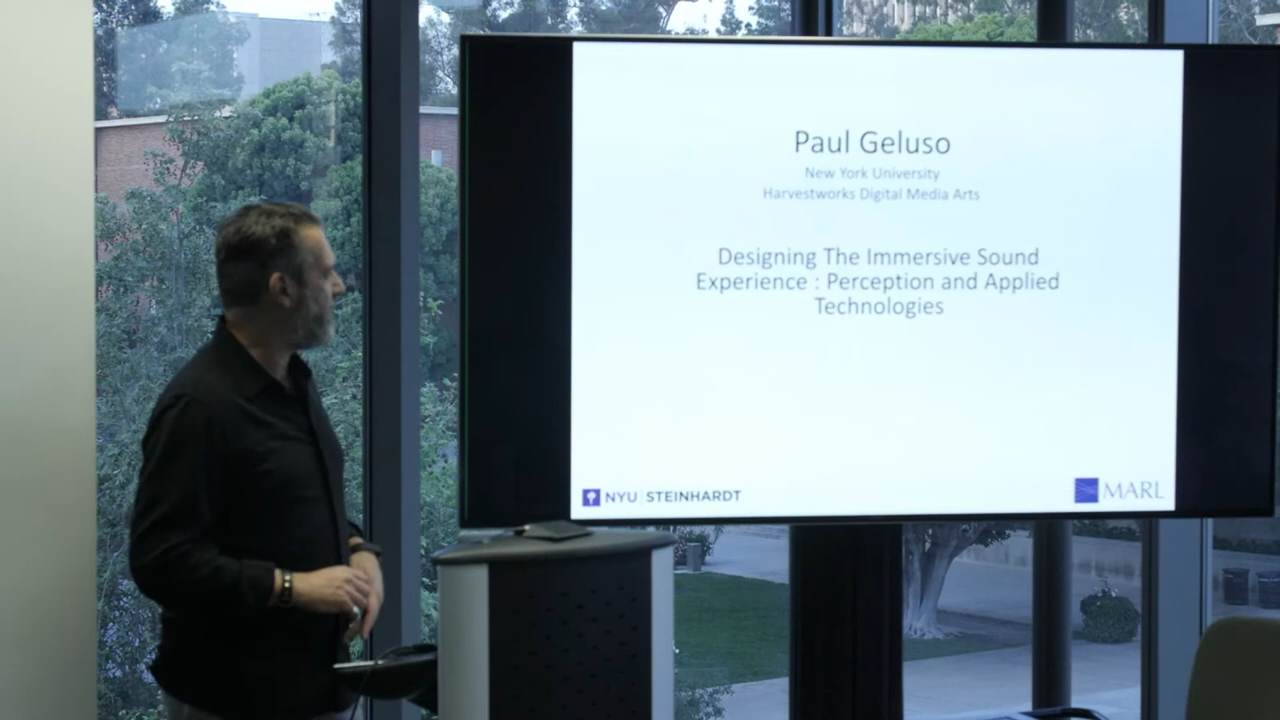 Paul Geluso
New York University
Harvestworks Digital Media Arts
Designing The Immersive Sound
Experience : Perception and Applied
Technologies
NYU STEINHARDT
MARL